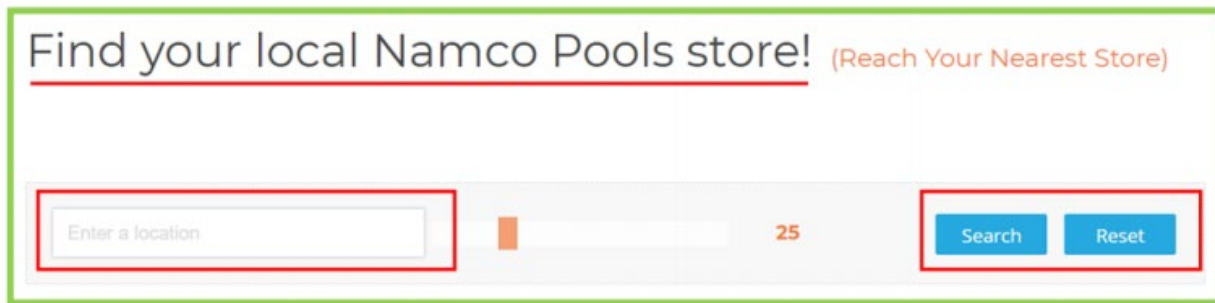 Find your local Namco Pools store! (Reach Your Nearest Store)
Enter a location 25 Search Reset